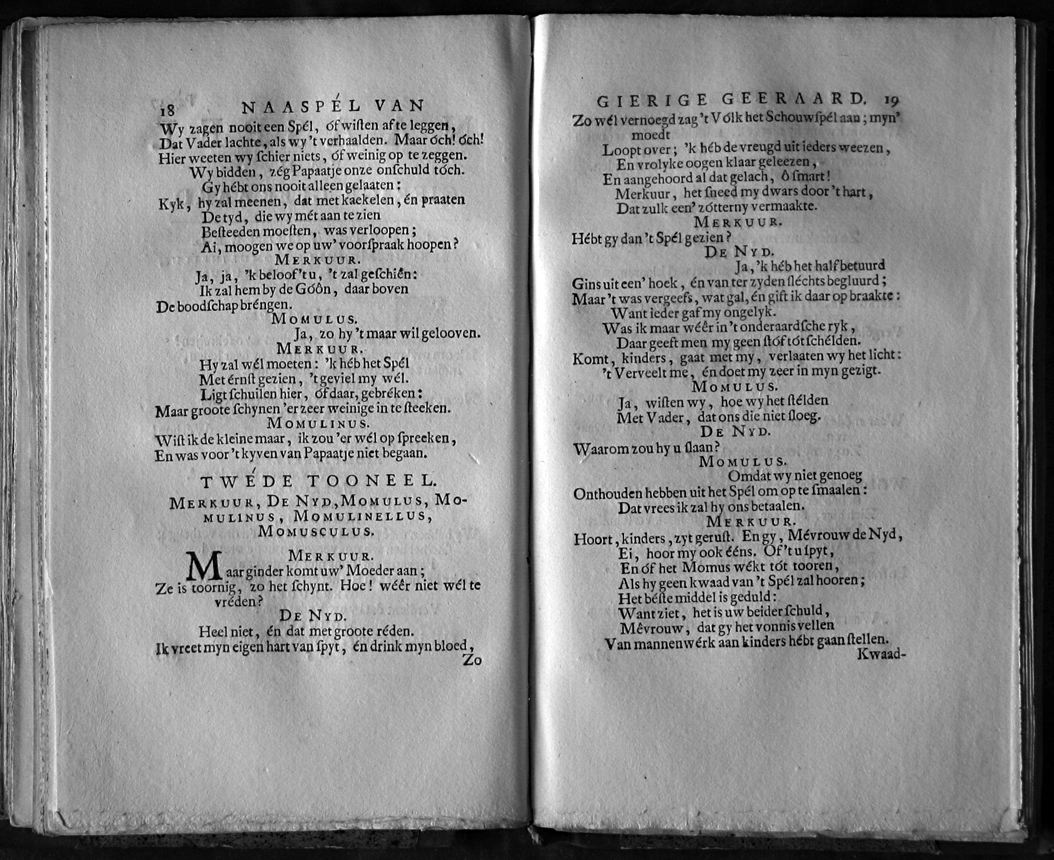 18 NAASPÉL VAN
Wy zagen nooit een Spél, óf wiſten af te leggen,
Dat Vader lachte, als wy 't verhaalden. Maar óch! óch!
Hier weeten wy ſchier niets, óf weinig op te zeggen.
Wy bidden, zég Papaatje onze onſchuld tóch.
Gy hébt ons nooit alleen gelaaten:
Kyk, hy zal meenen, dat met kaekelen, én praaten
De tyd, die wy mét aan te zien
Beſteeden moeſten, was verloopen;
Ai, moogen we op uw' voorſpraak hoopen?
MERKUUR.
Ja, ja, 'k beloof't u, 't zal geſchiên:
Ik zal hem by de Góôn, daar boven
De boodſchap bréngen.
MOMULUS.
Ja, zo hy 't maar wil gelooven.
MERKUUR.
Hy zal wél moeten: 'k héb het Spél
Met érnſt gezien, 't geviel my wél.
Ligt ſchuilen hier, óf daar, gebréken:
Maar groote ſchynen 'er zeer weinige in te ſteeken.
MOMULINUS.
Wiſt ik de kleine maar, ik zou 'er wél op ſpreeken,
En was voor 't kyven van Papaatje niet begaan.
TWÉDE TOONEEL.
MERKUUR, DE NYD, MOMULUS, MO-
MULINUS, MOMULINELLUS,
MOMUSCULUS.
MERKUUR.
Maar ginder komt uw' Moeder aan;
Ze is toornig, zo het ſchynt. Hoe! wéêr niet wél te
vréden?
DE NYD.
Heel niet, én dat met groote réden.
Ik vreet myn eigen hart van ſpyt, én drink myn bloed,
Zo
GIERIGE GEERAARD. 19
Zo wél vernoegd zag 't Vólk het Schouwſpél aan; myn'
moedt
Loopt over; 'k héb de vreugd uit ieders weezen,
En vrolyke oogen klaar geleezen,
En aangehoord al dat gelach, ô ſmart!
Merkuur, het ſneed my dwars door 't hart,
Dat zulk een' zótterny vermaakte.
MERKUUR.
Hébt gy dan 't Spél gezien?
DE NYD.
Ja, 'k héb het half betuurd
Gins uit een' hoek, én van ter zyden ſléchts begluurd;
Maar 't was vergeefs, wat gal, én gift ik daar op braakte:
Want ieder gaf my ongelyk.
Was ik maar wéêr in 't onderaardſche ryk,
Daar geeft men my geen ſtóf tót ſchélden.
Komt, kinders, gaat met my, verlaaten wy het licht:
't Verveelt me, én doet my zeer in myn gezigt.
MOMULUS.
Ja, wiſten wy, hoe wy het ſtélden
Met Vader, dat ons die niet ſloeg.
DE NYD.
Waarom zou hy u ſlaan?
MOMULUS.
Omdat wy niet genoeg
Onthouden hebben uit het Spél om op te ſmaalen:
Dat vrees ik zal hy ons betaalen.
MERKUUR.
Hoort, kinders, zyt geruſt. En gy, Mévrouw de Nyd,
Ei, hoor my ook ééns. Of 't u ſpyt,
En óf het Momus wékt tót tooren,
Als hy geen kwaad van 't Spél zal hooren;
Het béſte middel is geduld:
Want ziet, het is uw beider ſchuld,
Mêvrouw, dat gy het vonnis vellen
Van mannenwérk aan kinders hébt gaan ſtellen.
Kwaad-